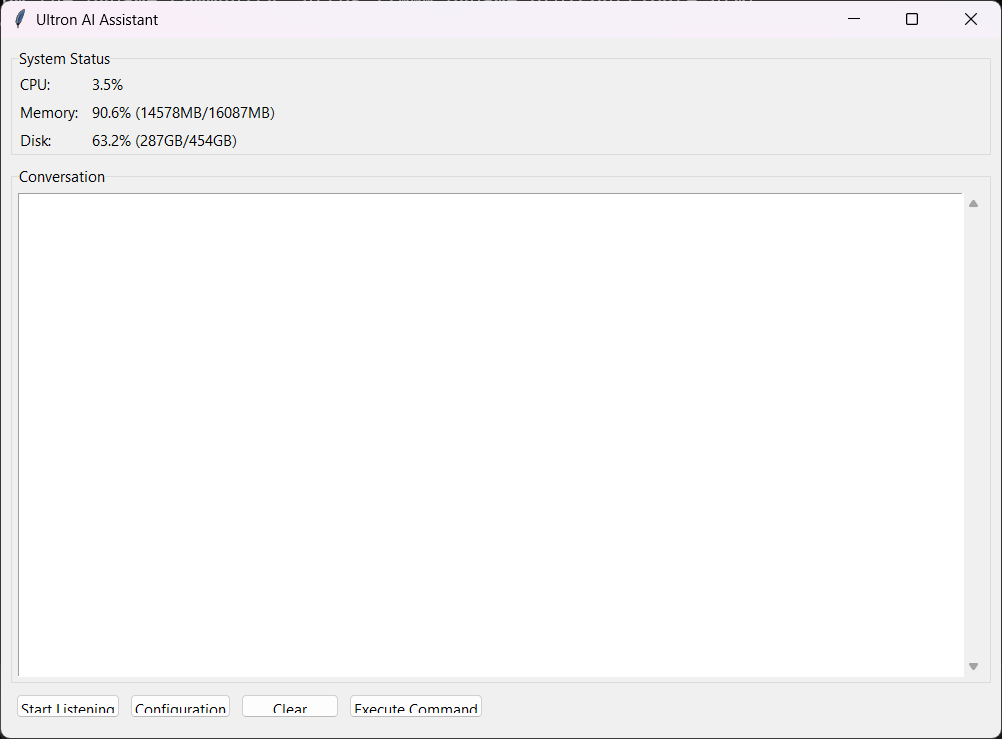 Ultron AI Assistant
System Status
CPU: 3.5%
Memory: 90.6% (14578MB/16087MB)
Disk: 63.2% (287GB/454GB)
Conversation
Start Listening Configuration Clear Execute Command